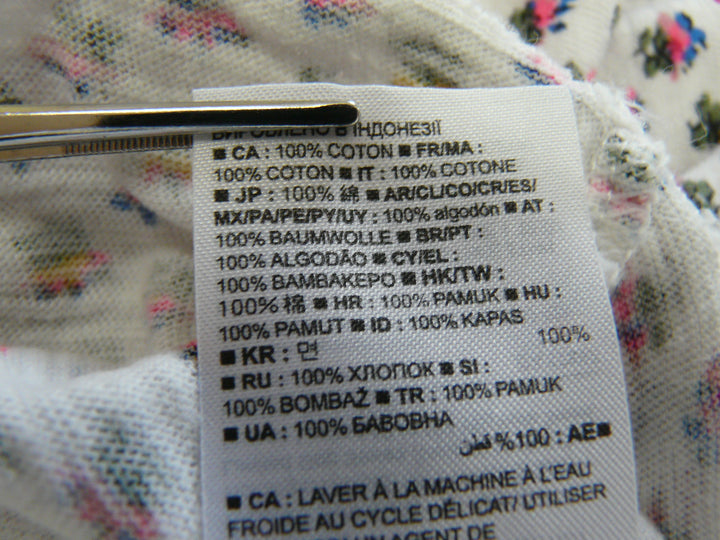 ВИРОБЛЕНО В ІНДОНЕЗІЇ
■ CA : 100% COTON ■ FR/MA :
100% COTON ■ IT : 100% COTONE
■ JP : 100% 綿 ■ AR/CL/CO/CR/ES/
MX/PA/PE/PY/UY : 100% algodón ■ AT :
100% BAUMWOLLE ■ BR/PT :
100% ALGODÃO ■ CY/EL :
100% BAMBAKEPO ■ HK/TW :
100% 棉 ■ HR : 100% PAMUK ■ HU :
100% PAMUT ■ ID : 100% KAPAS
■ KR : 면 100%
■ RU : 100% ХЛОПОК ■ SI :
100% BOMBAŽ ■ TR : 100% PAMUK
■ UA : 100% БАВОВНА
■AE : 100% قطن
■ CA : LAVER À LA MACHINE À L'EAU
FROIDE AU CYCLE DÉLICAT/ UTILISER
UN AGENT DE